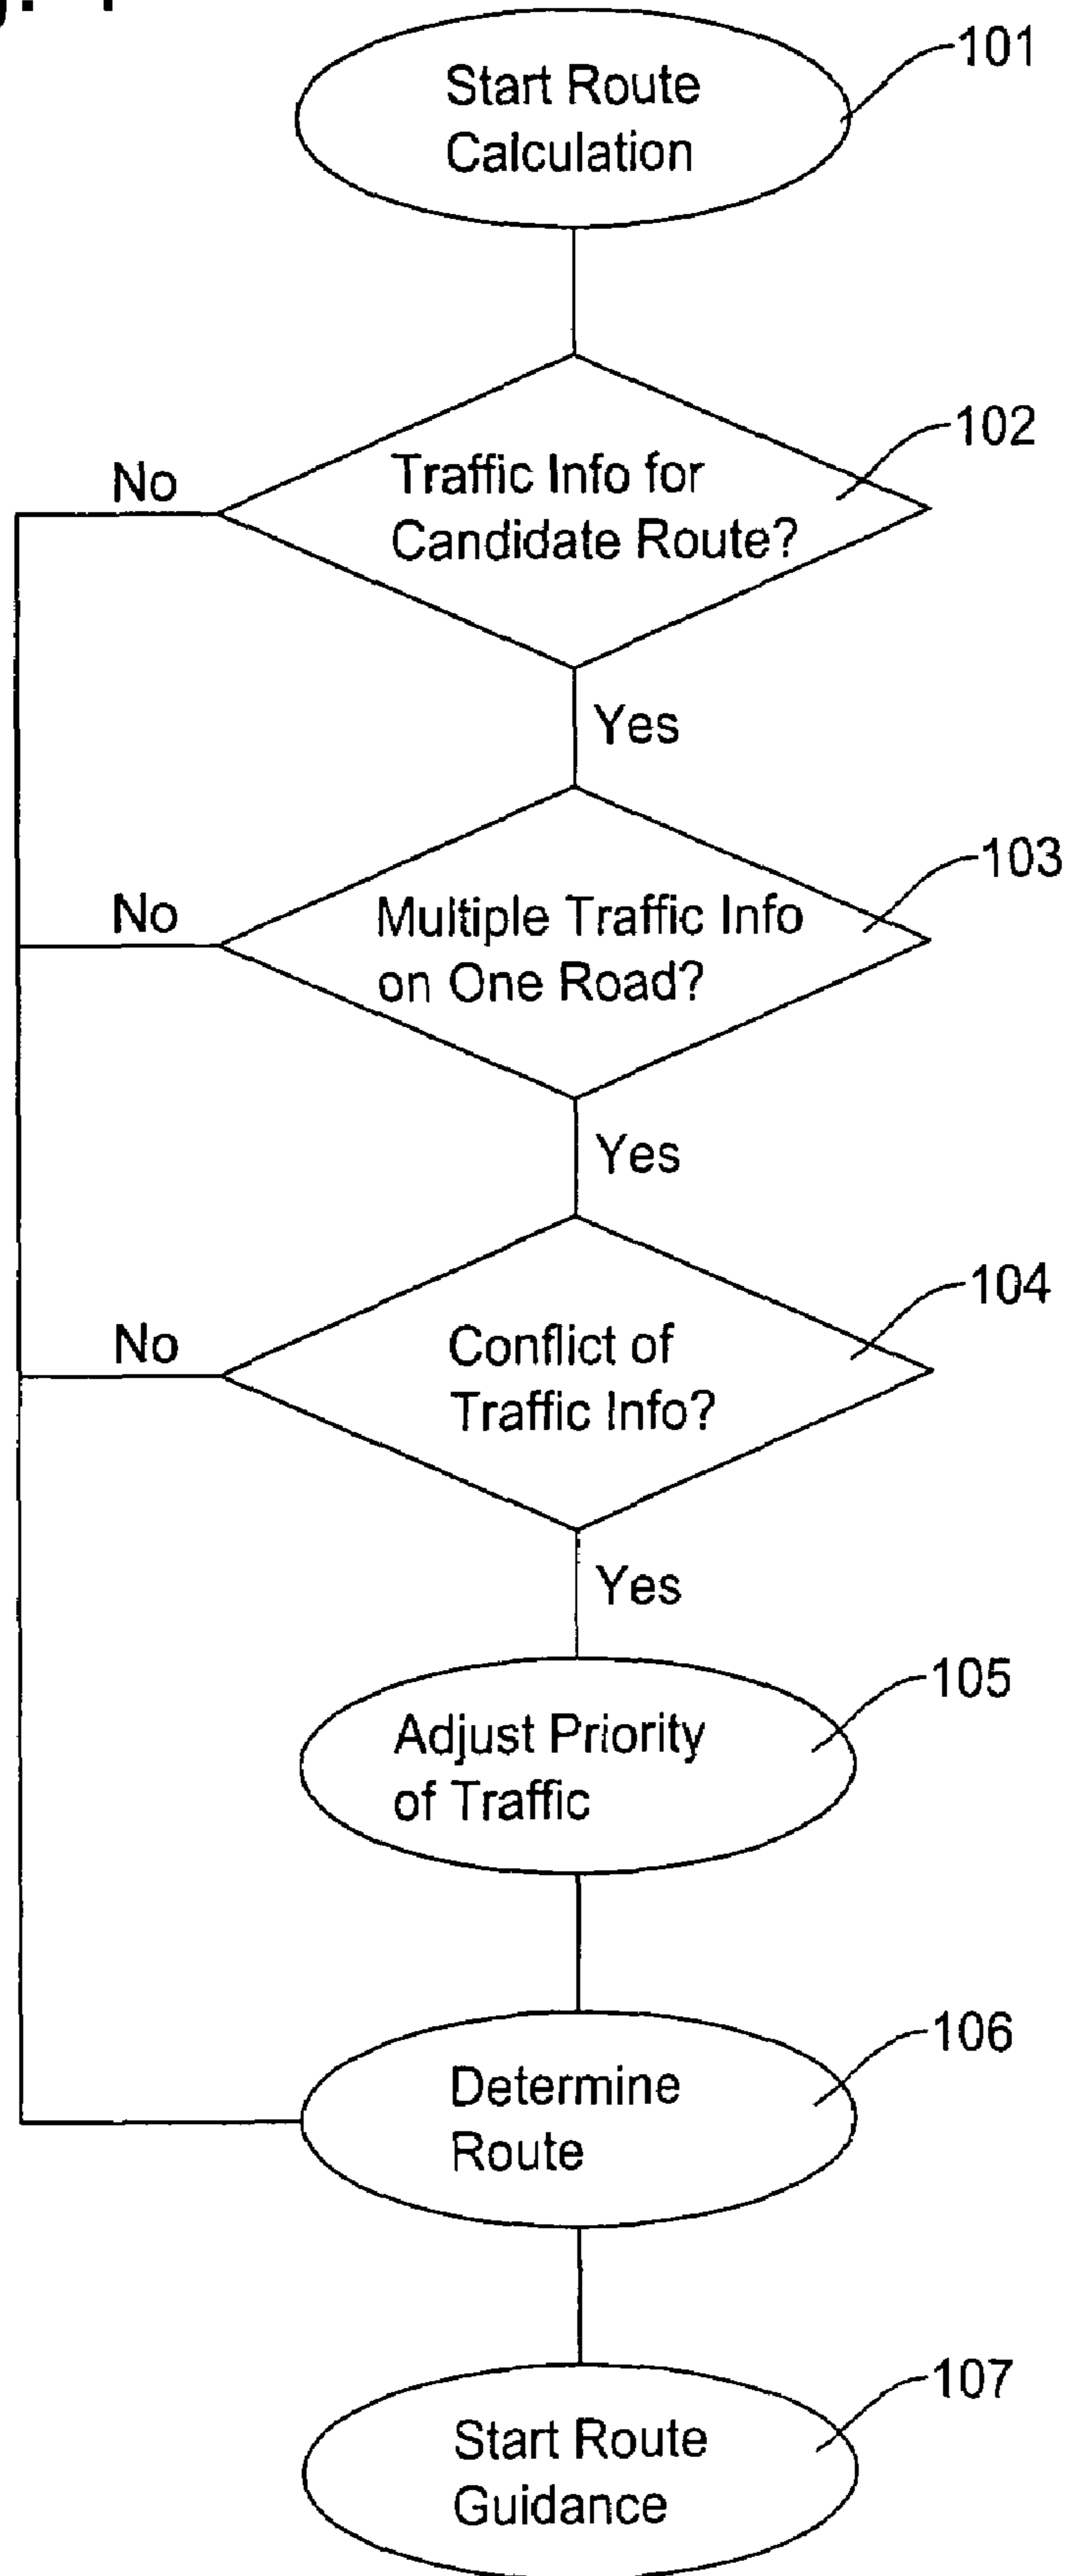 Start Route
Calculation
101
Traffic Info for
Candidate Route?
102
No
Yes
Multiple Traffic Info
on One Road?
103
No
Yes
Conflict of
Traffic Info?
104
No
Yes
Adjust Priority
of Traffic
105
Determine
Route
106
Start Route
Guidance
107